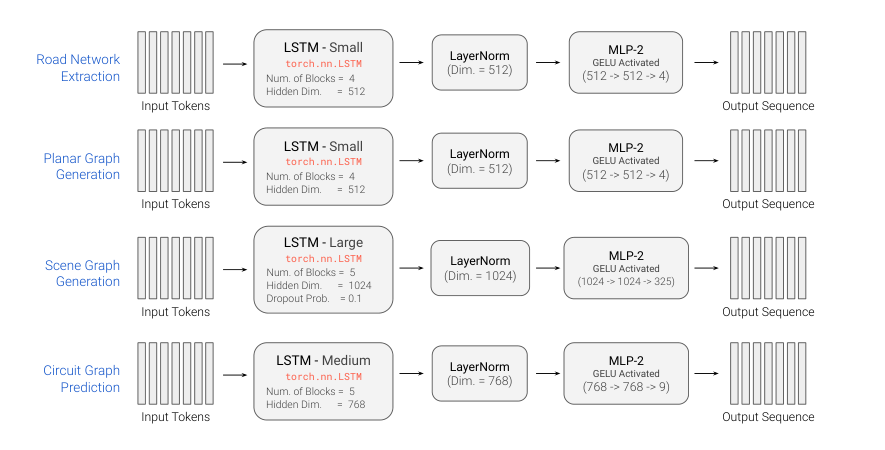 Road Network
Extraction
Input Tokens
LSTM - Small
torch.nn.LSTM
Num. of Blocks = 4
Hidden Dim. = 512
LayerNorm
(Dim. = 512)
MLP-2
GELU Activated
(512 -> 512 -> 4)
Output Sequence
Planar Graph
Generation
Input Tokens
LSTM - Small
torch.nn.LSTM
Num. of Blocks = 4
Hidden Dim. = 512
LayerNorm
(Dim. = 512)
MLP-2
GELU Activated
(512 -> 512 -> 4)
Output Sequence
Scene Graph
Generation
Input Tokens
LSTM - Large
torch.nn.LSTM
Num. of Blocks = 5
Hidden Dim. = 1024
Dropout Prob. = 0.1
LayerNorm
(Dim. = 1024)
MLP-2
GELU Activated
(1024 -> 1024 -> 325)
Output Sequence
Circuit Graph
Prediction
Input Tokens
LSTM - Medium
torch.nn.LSTM
Num. of Blocks = 5
Hidden Dim. = 768
LayerNorm
(Dim. = 768)
MLP-2
GELU Activated
(768 -> 768 -> 9)
Output Sequence